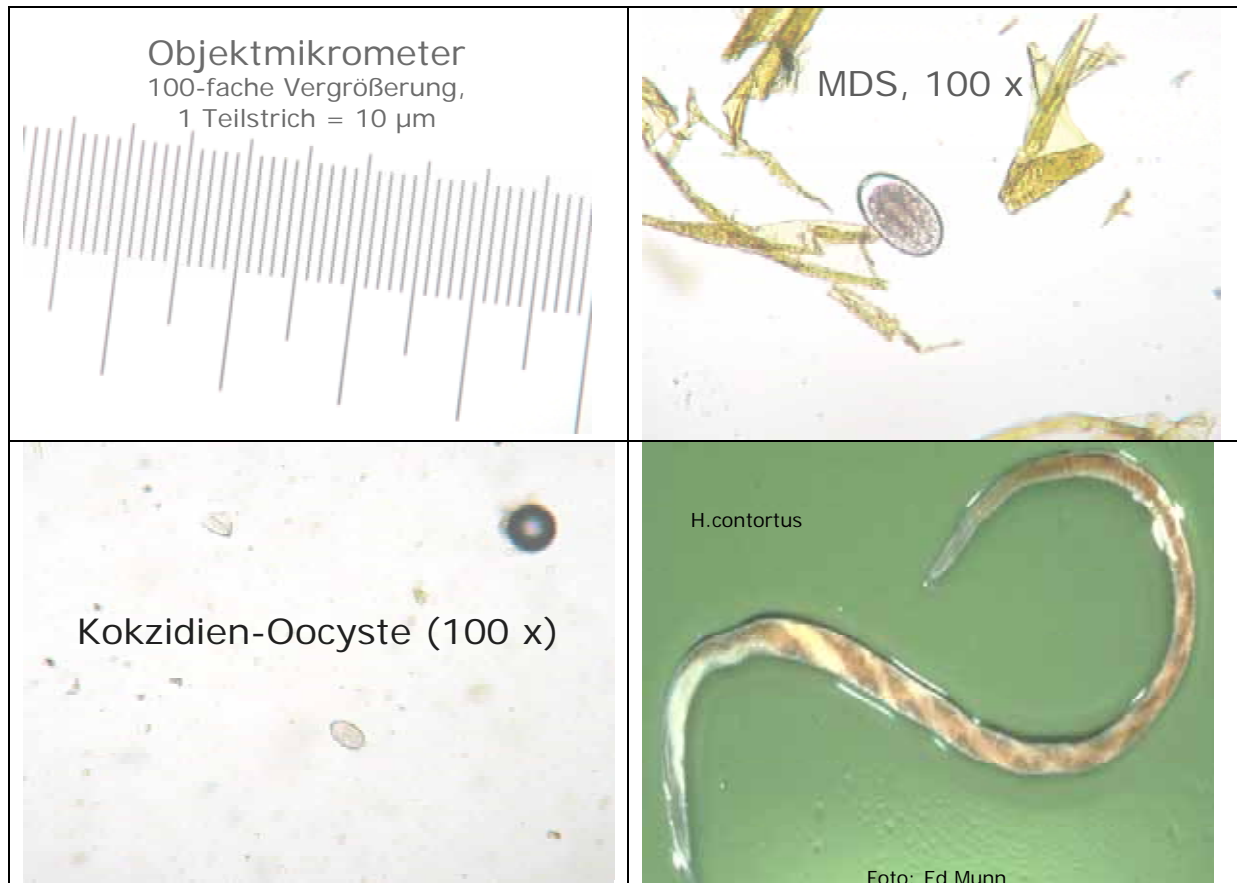 Objektmikrometer
100-fache Vergrößerung,
1 Teilstrich = 10 µm
MDS, 100 x
Kokzidien-Oocyste (100 x)
H.contortus
Foto: Ed Munn